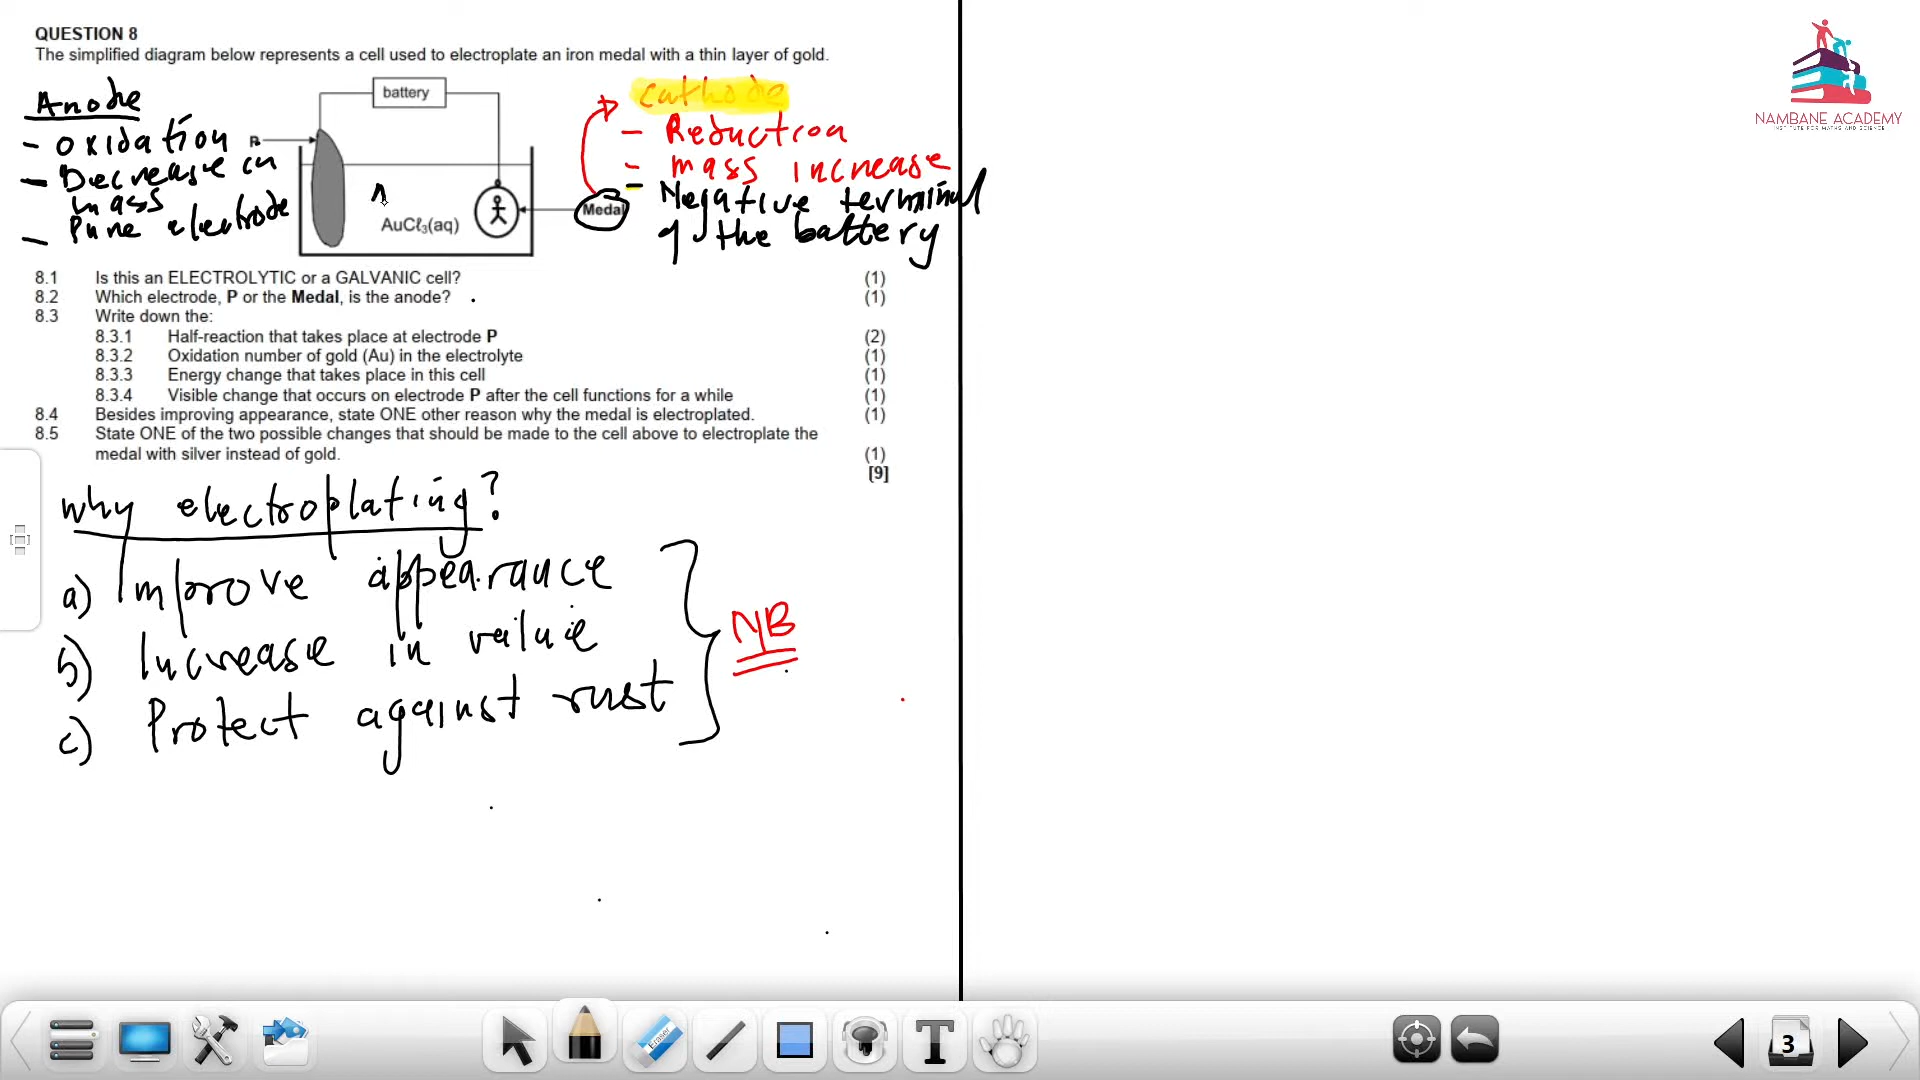 QUESTION 8
The simplified diagram below represents a cell used to electroplate an iron medal with a thin layer of gold.
Anode
- Oxidation
- Decrease in mass
- Pure electrode
battery
P
AuCℓ₃(aq)
Medal
Cathode
- Reduction
- mass increase
- Negative terminal
of the battery
8.1 Is this an ELECTROLYTIC or a GALVANIC cell? (1)
8.2 Which electrode, P or the Medal, is the anode? (1)
8.3 Write down the:
8.3.1 Half-reaction that takes place at electrode P (2)
8.3.2 Oxidation number of gold (Au) in the electrolyte (1)
8.3.3 Energy change that takes place in this cell (1)
8.3.4 Visible change that occurs on electrode P after the cell functions for a while (1)
8.4 Besides improving appearance, state ONE other reason why the medal is electroplated. (1)
8.5 State ONE of the two possible changes that should be made to the cell above to electroplate the
medal with silver instead of gold. (1)
[9]
why electroplating?
a) Improve appearance
b) Increase in value
c) Protect against rust
NB
NAMBANE ACADEMY
INSTITUTE FOR MATHS AND SCIENCE
Eraser
T
3